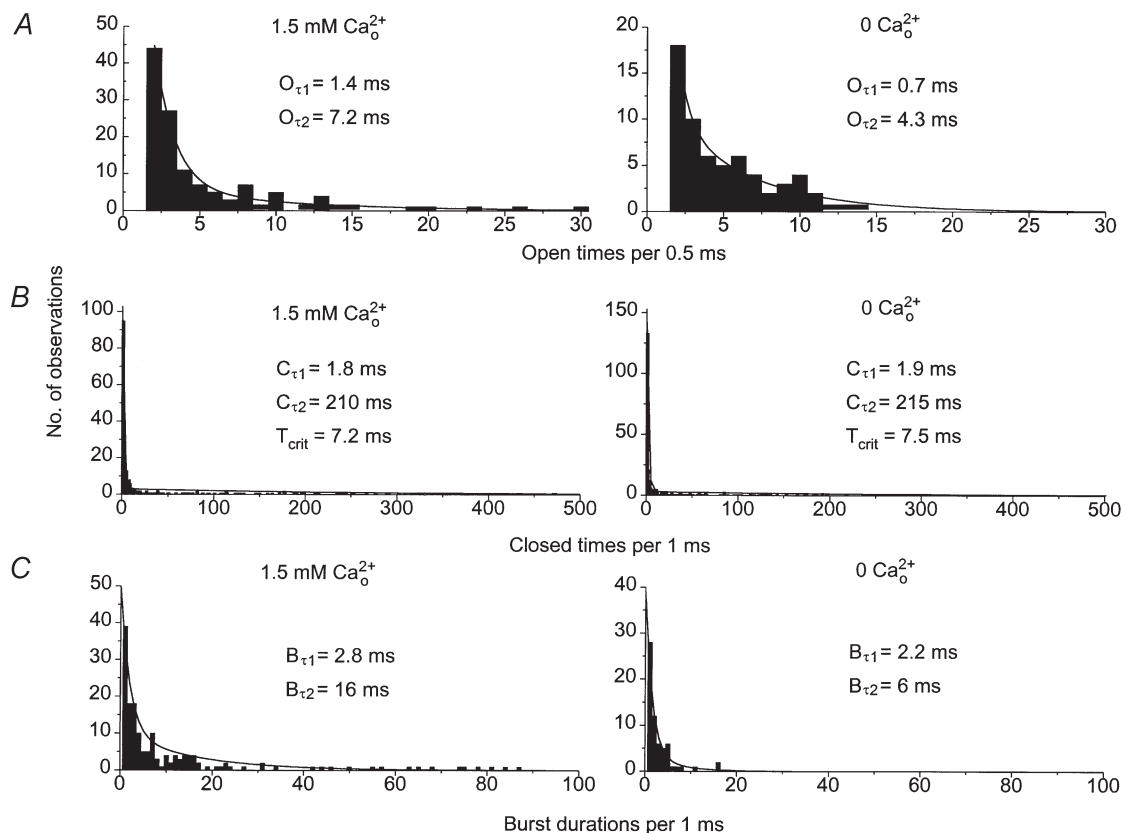 A
1.5 mM Ca²⁺ₒ
0 Ca²⁺ₒ
50
40
30
20
10
0
Oτ1 = 1.4 ms
Oτ2 = 7.2 ms
0 5 10 15 20 25 30
20
15
10
5
0
Oτ1 = 0.7 ms
Oτ2 = 4.3 ms
0 5 10 15 20 25 30
Open times per 0.5 ms
No. of observations
B
1.5 mM Ca²⁺ₒ
0 Ca²⁺ₒ
100
80
60
40
20
0
Cτ1 = 1.8 ms
Cτ2 = 210 ms
Tcrit = 7.2 ms
0 100 200 300 400 500
150
100
50
0
Cτ1 = 1.9 ms
Cτ2 = 215 ms
Tcrit = 7.5 ms
0 100 200 300 400 500
Closed times per 1 ms
C
1.5 mM Ca²⁺ₒ
0 Ca²⁺ₒ
50
40
30
20
10
0
Bτ1 = 2.8 ms
Bτ2 = 16 ms
0 20 40 60 80 100
40
30
20
10
0
Bτ1 = 2.2 ms
Bτ2 = 6 ms
0 20 40 60 80 100
Burst durations per 1 ms